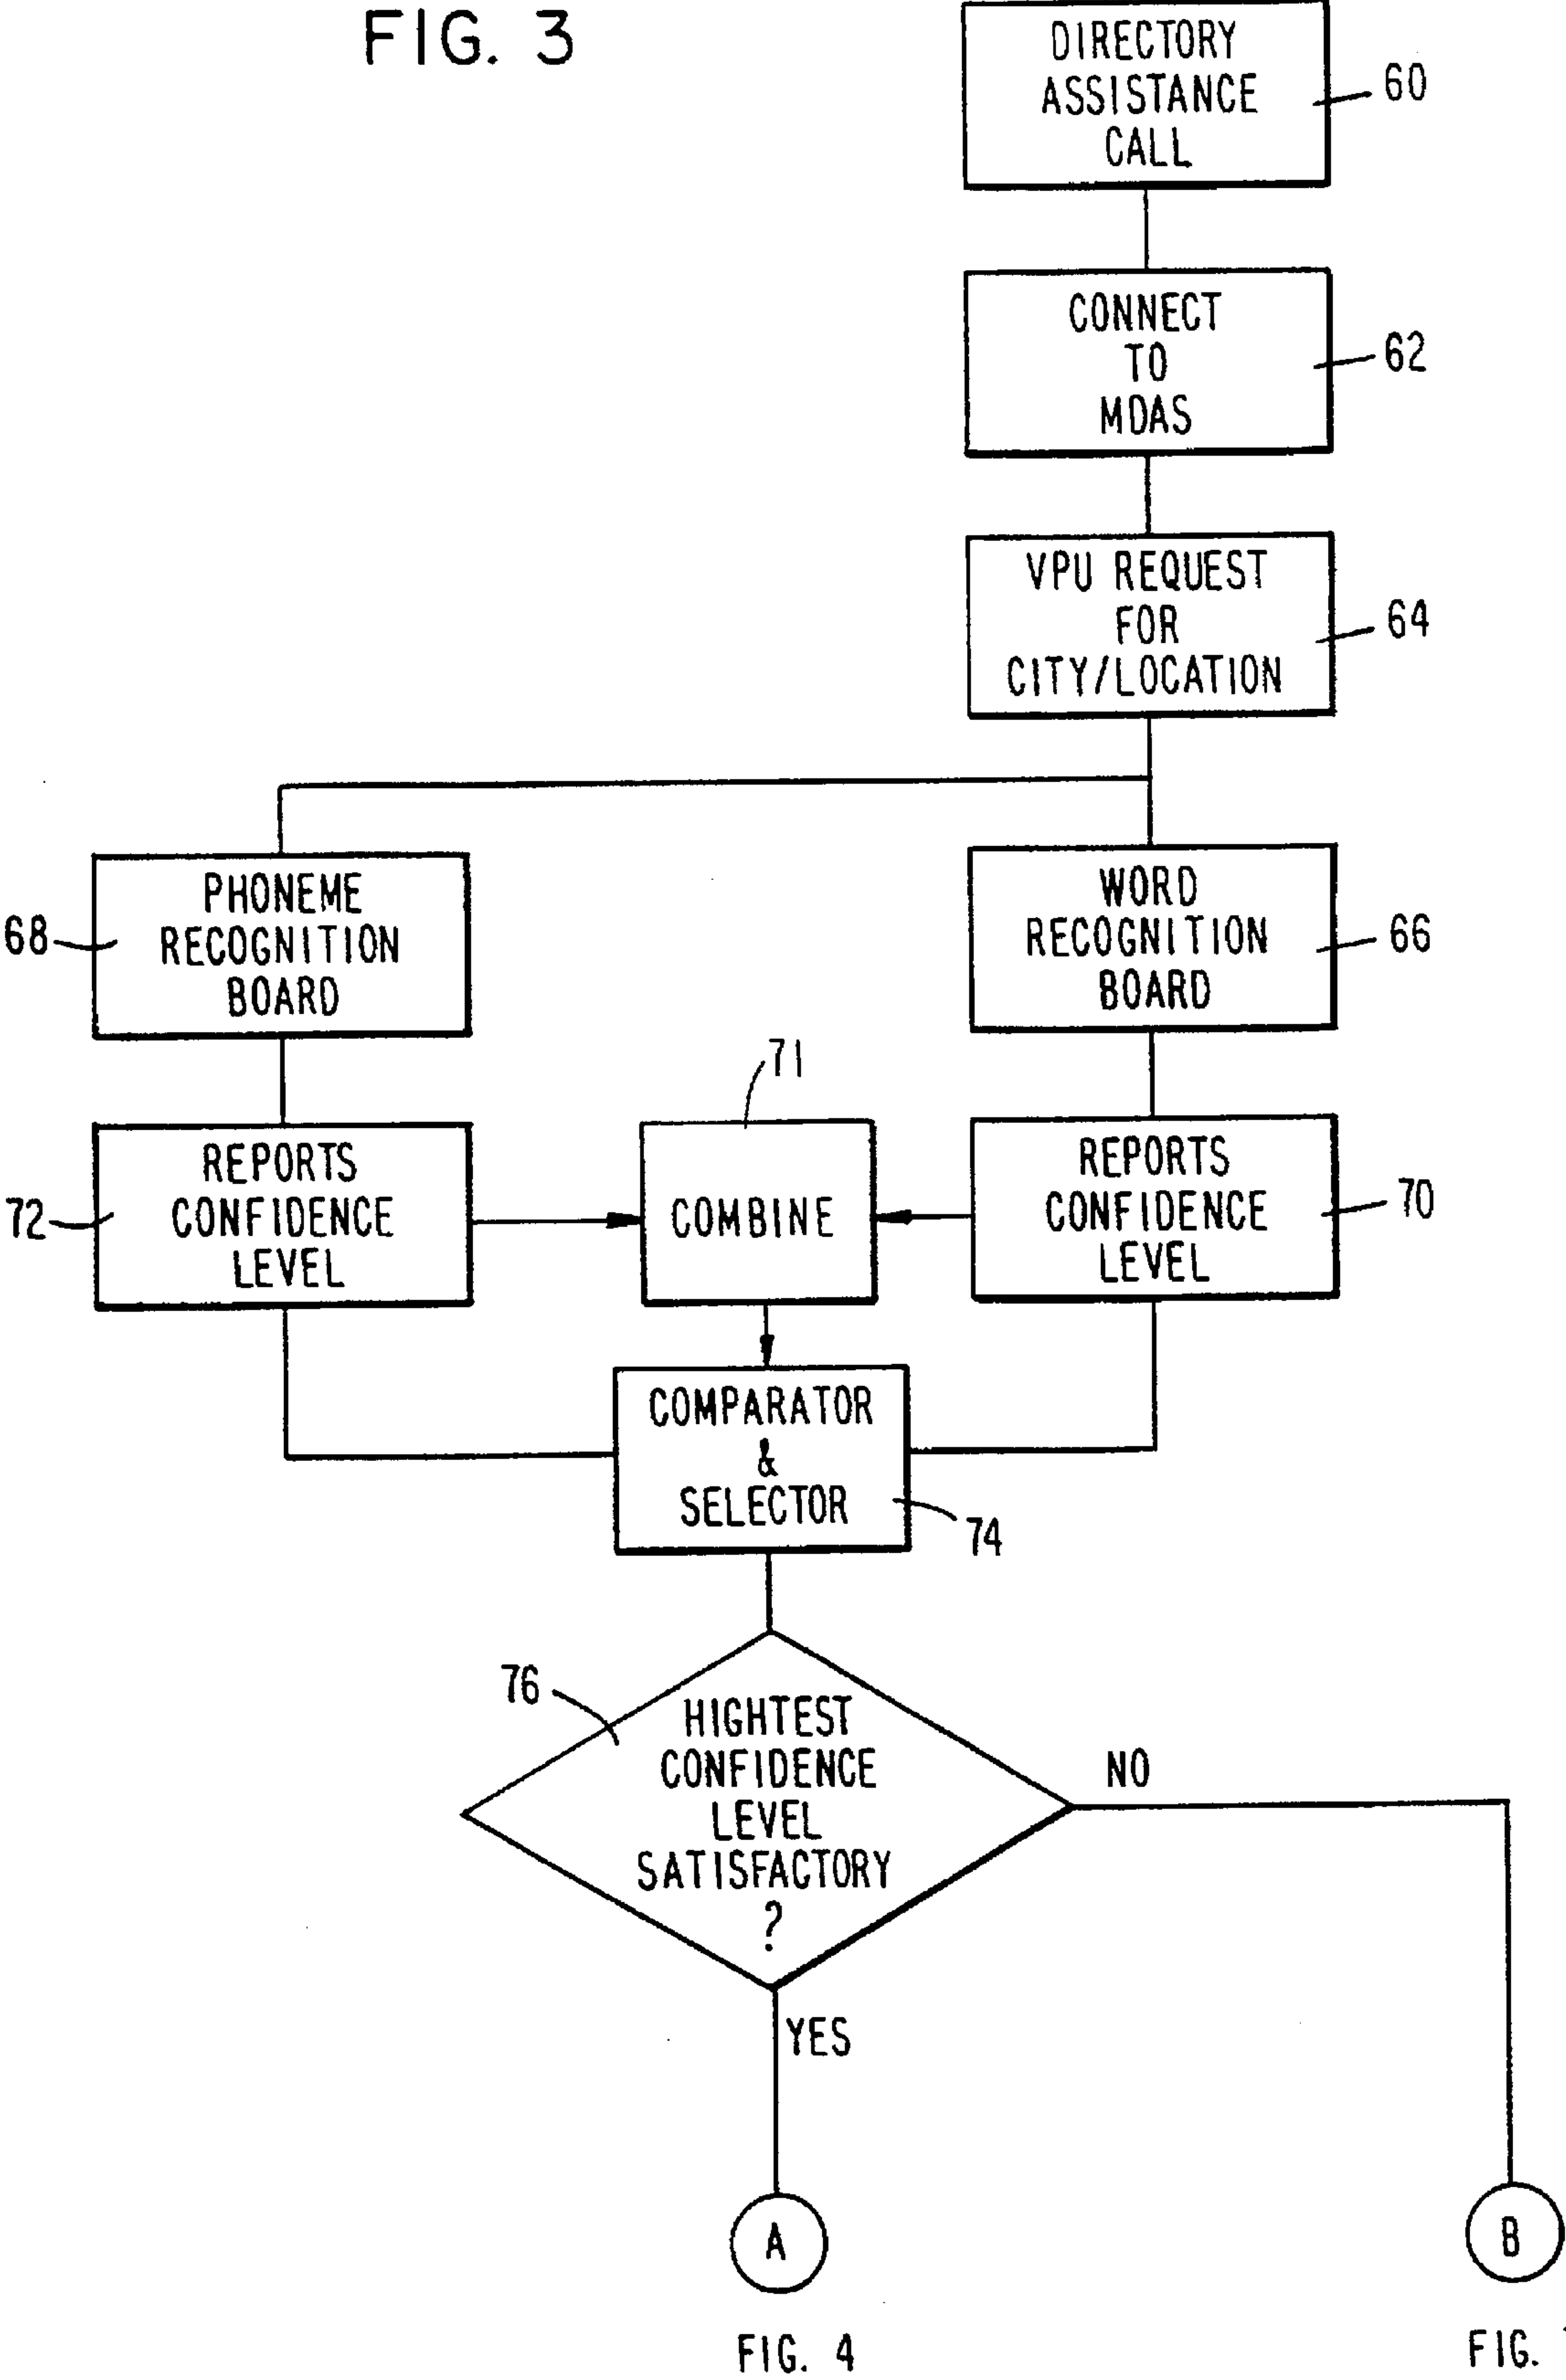 FIG. 3
DIRECTORY
ASSISTANCE
CALL
60
CONNECT
TO
MDAS
62
VPU REQUEST
FOR
CITY/LOCATION
64
PHONEME
RECOGNITION
BOARD
68
WORD
RECOGNITION
BOARD
66
71
REPORTS
CONFIDENCE
LEVEL
72
COMBINE
REPORTS
CONFIDENCE
LEVEL
70
COMPARATOR
&
SELECTOR
74
76
HIGHTEST
CONFIDENCE
LEVEL
SATISFACTORY
?
NO
YES
A
B
FIG. 4
FIG.